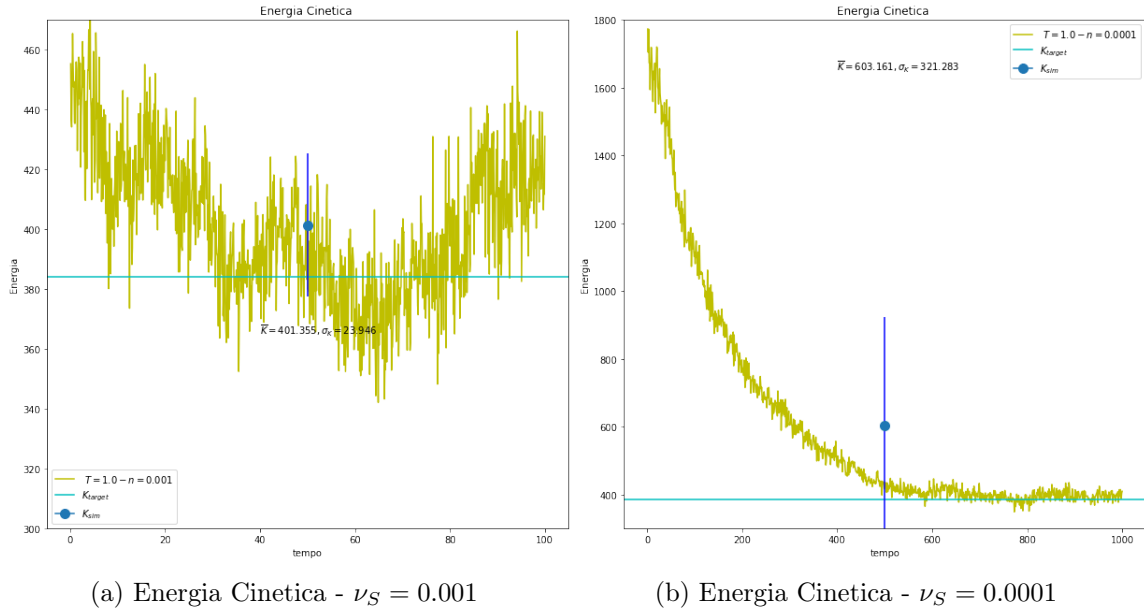 Energia Cinetica
460
440
420
400
380
360
340
320
300
Energia
K̅ = 401.355, σ_K = 23.946
T = 1.0 − n = 0.001
K_target
K_sim
0 20 40 60 80 100
tempo
(a) Energia Cinetica - ν_S = 0.001
Energia Cinetica
1800
1600
1400
1200
1000
800
600
400
Energia
K̅ = 603.161, σ_K = 321.283
T = 1.0 − n = 0.0001
K_target
K_sim
0 200 400 600 800 1000
tempo
(b) Energia Cinetica - ν_S = 0.0001